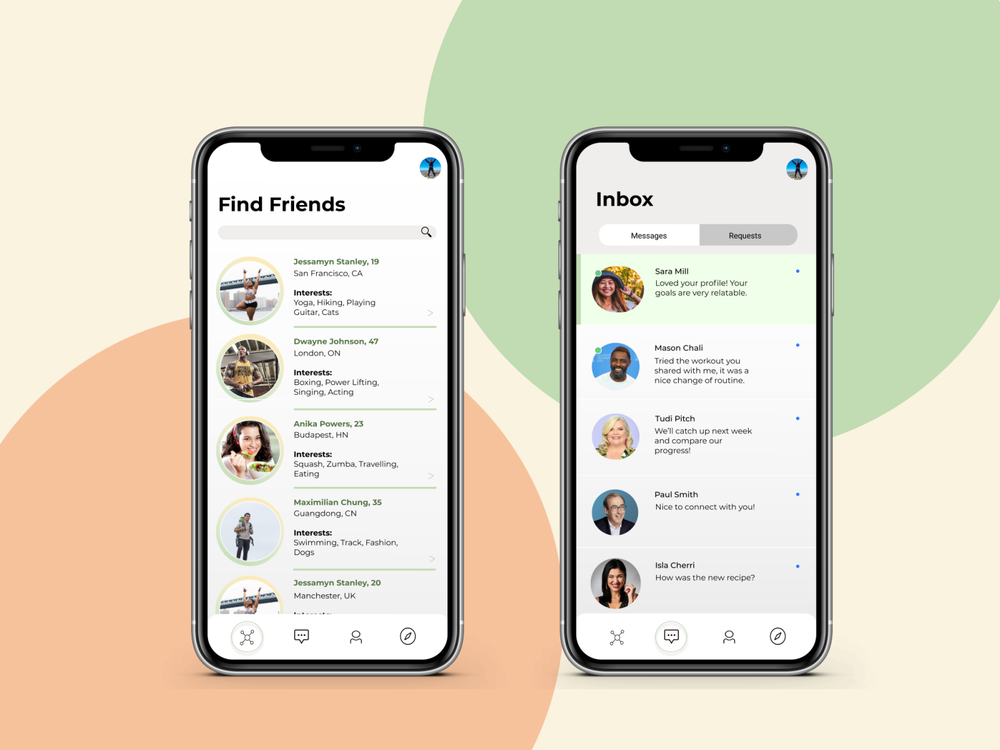 Find Friends
Jessamyn Stanley, 19
San Francisco, CA
Interests:
Yoga, Hiking, Playing
Guitar, Cats
Dwayne Johnson, 47
London, ON
Interests:
Boxing, Power Lifting,
Singing, Acting
Anika Powers, 23
Budapest, HN
Interests:
Squash, Zumba, Travelling,
Eating
Maximilian Chung, 35
Guangdong, CN
Interests:
Swimming, Track, Fashion,
Dogs
Jessamyn Stanley, 20
Manchester, UK
Inbox
Messages
Requests
Sara Mill
Loved your profile! Your
goals are very relatable.
Mason Chali
Tried the workout you
shared with me, it was a
nice change of routine.
Tudi Pitch
We'll catch up next week
and compare our
progress!
Paul Smith
Nice to connect with you!
Isla Cherri
How was the new recipe?